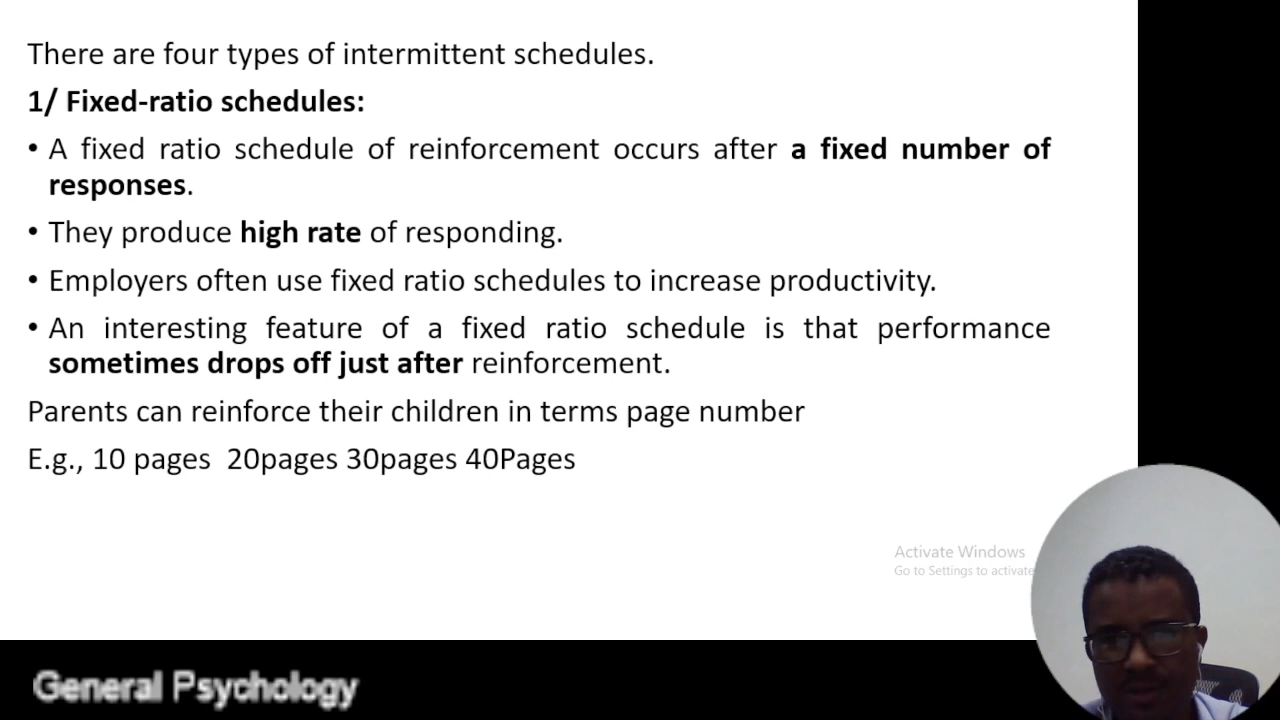 There are four types of intermittent schedules.
1/ Fixed-ratio schedules:
• A fixed ratio schedule of reinforcement occurs after a fixed number of
responses.
• They produce high rate of responding.
• Employers often use fixed ratio schedules to increase productivity.
• An interesting feature of a fixed ratio schedule is that performance
sometimes drops off just after reinforcement.
Parents can reinforce their children in terms page number
E.g., 10 pages  20pages 30pages 40Pages
Activate Windows
Go to Settings to activate
General Psychology